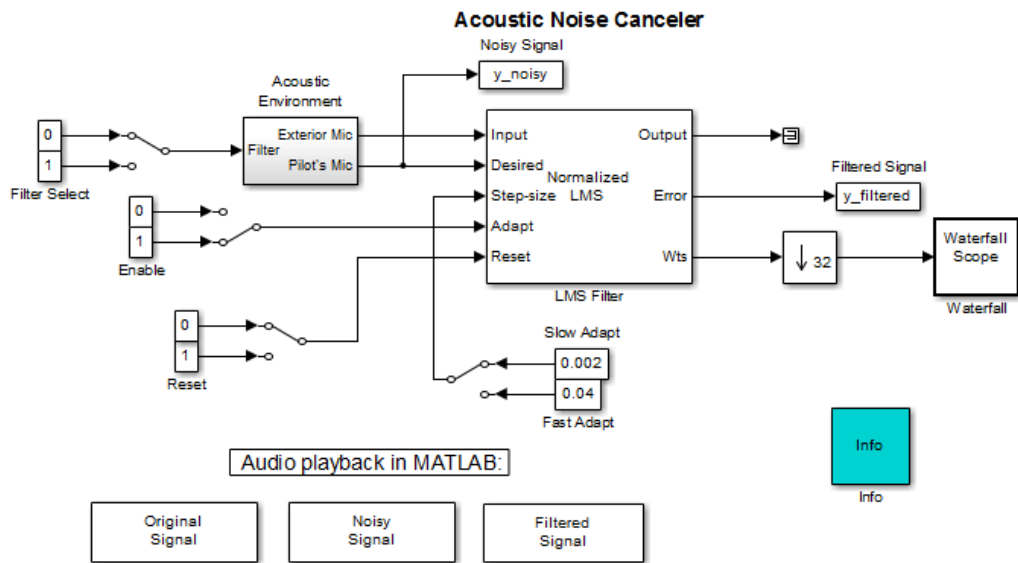 Acoustic Noise Canceler
Noisy Signal
y_noisy
Acoustic
Environment
Filter
Exterior Mic
Pilot's Mic
0
1
Filter Select
0
1
Enable
0
1
Reset
Input
Desired
Step-size
Adapt
Reset
Normalized
LMS
Output
Error
Wts
LMS Filter
Filtered Signal
y_filtered
32
Waterfall
Scope
Waterfall
Slow Adapt
0.002
0.04
Fast Adapt
Info
Info
Audio playback in MATLAB:
Original
Signal
Noisy
Signal
Filtered
Signal